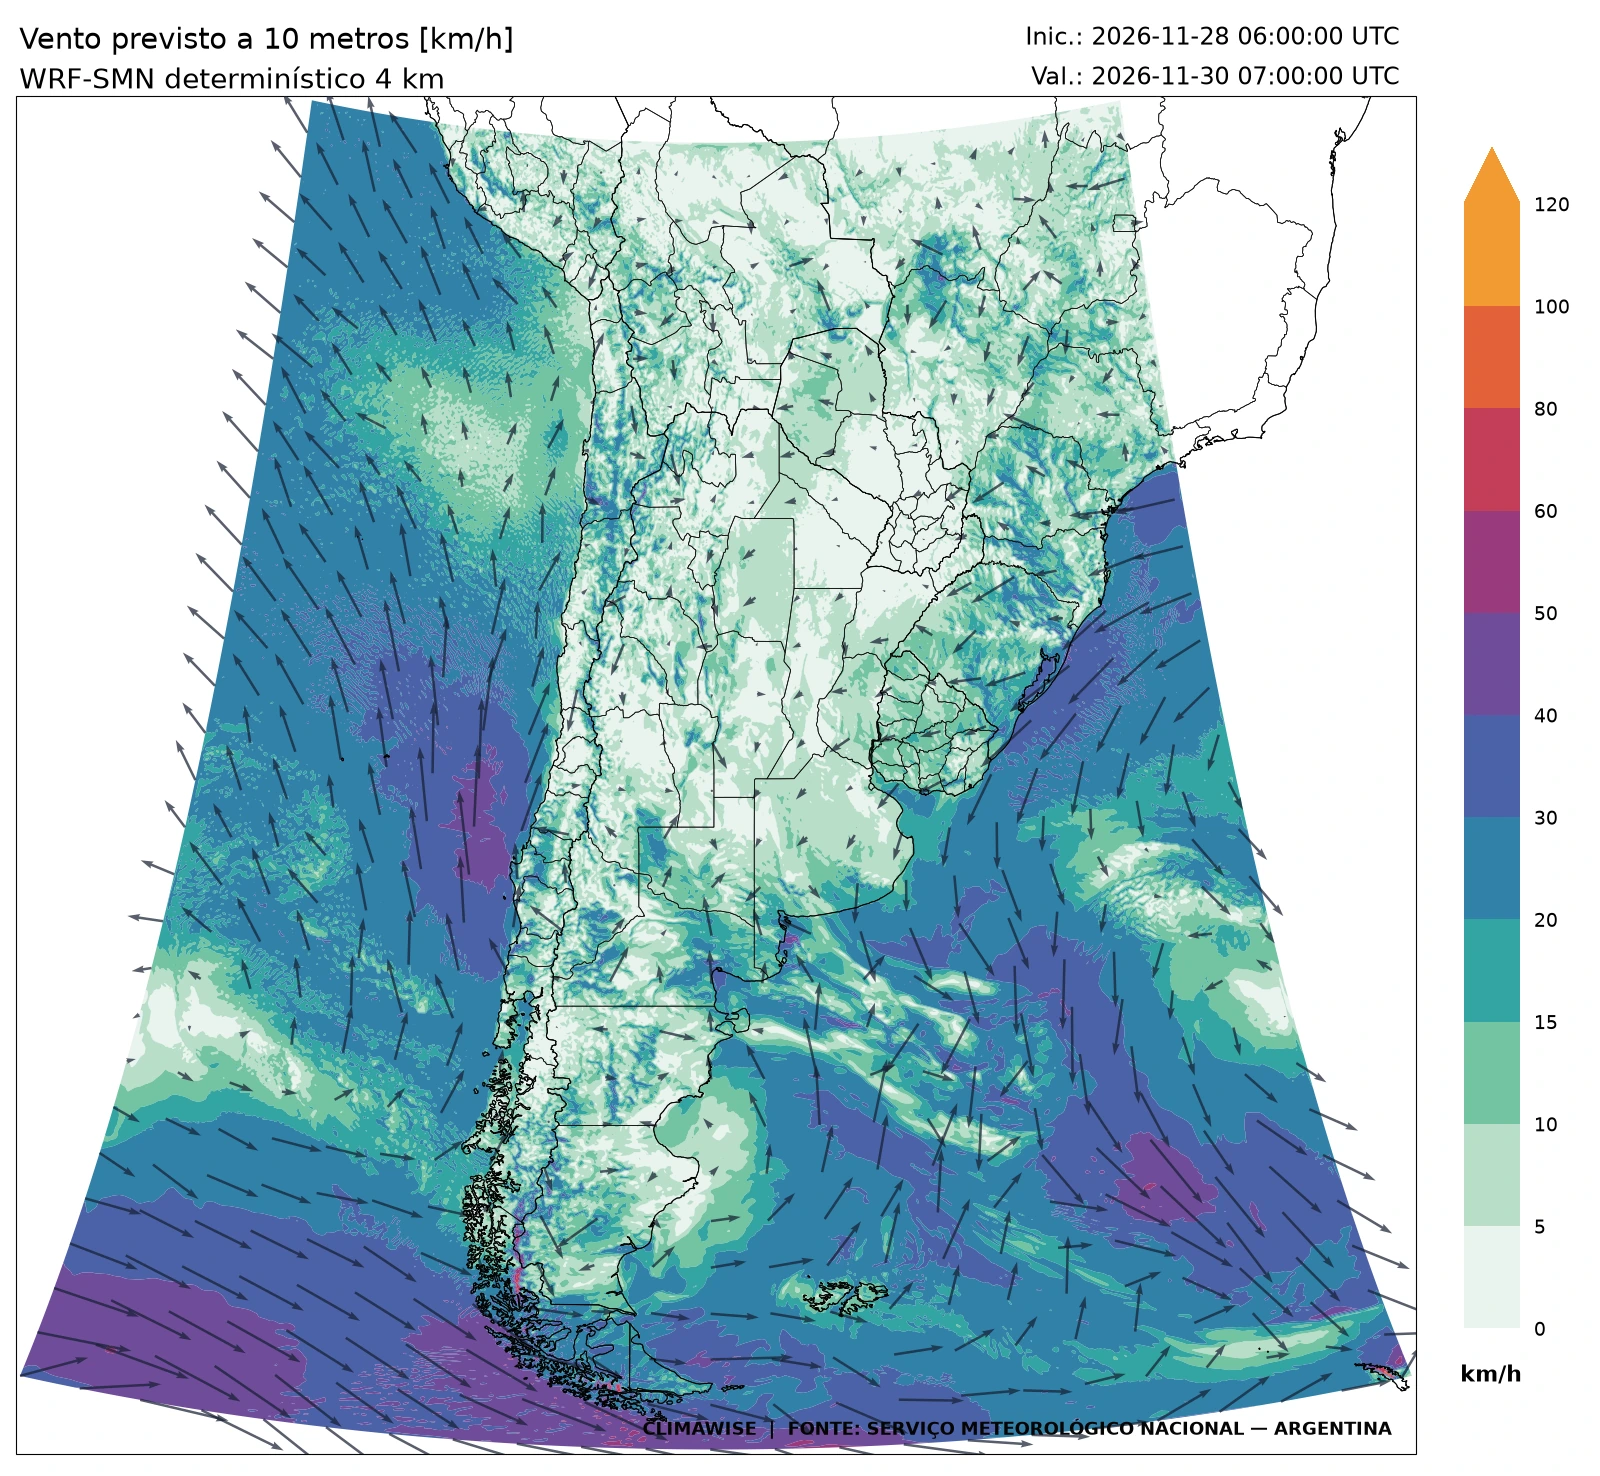 Vento previsto a 10 metros [km/h]
WRF-SMN determinístico 4 km
Inic.: 2026-11-28 06:00:00 UTC
Val.: 2026-11-30 07:00:00 UTC
120
100
80
60
50
40
30
20
15
10
5
0
km/h
CLIMAWISE | FONTE: SERVIÇO METEOROLÓGICO NACIONAL — ARGENTINA